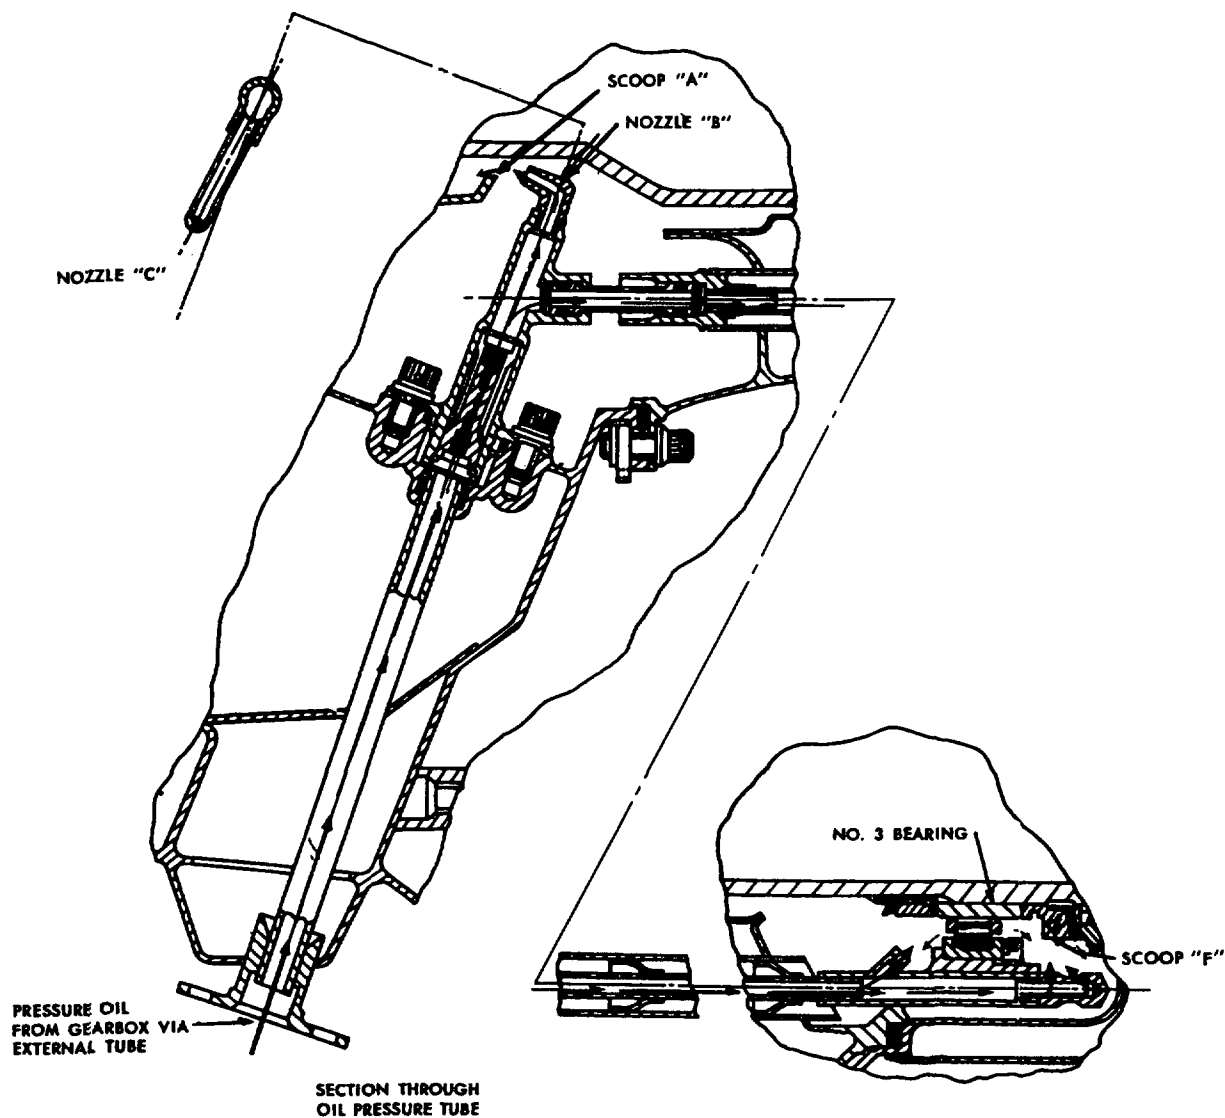 SCOOP "A"
NOZZLE "B"
NOZZLE "C"
NO. 3 BEARING
SCOOP "F"
PRESSURE OIL
FROM GEARBOX VIA
EXTERNAL TUBE
SECTION THROUGH
OIL PRESSURE TUBE